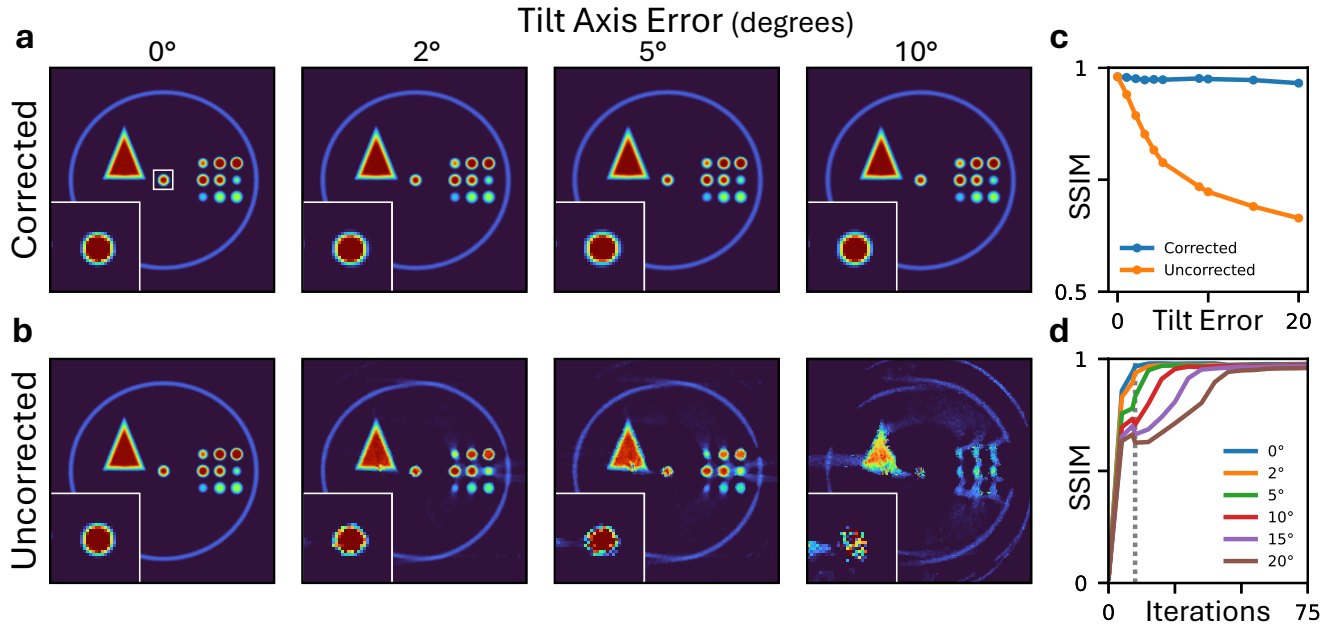 Tilt Axis Error (degrees)
a
0°
2°
5°
10°
Corrected
b
Uncorrected
c
1
SSIM
0.5
Corrected
Uncorrected
0
Tilt Error
20
d
1
SSIM
0
0°
2°
5°
10°
15°
20°
0
Iterations
75